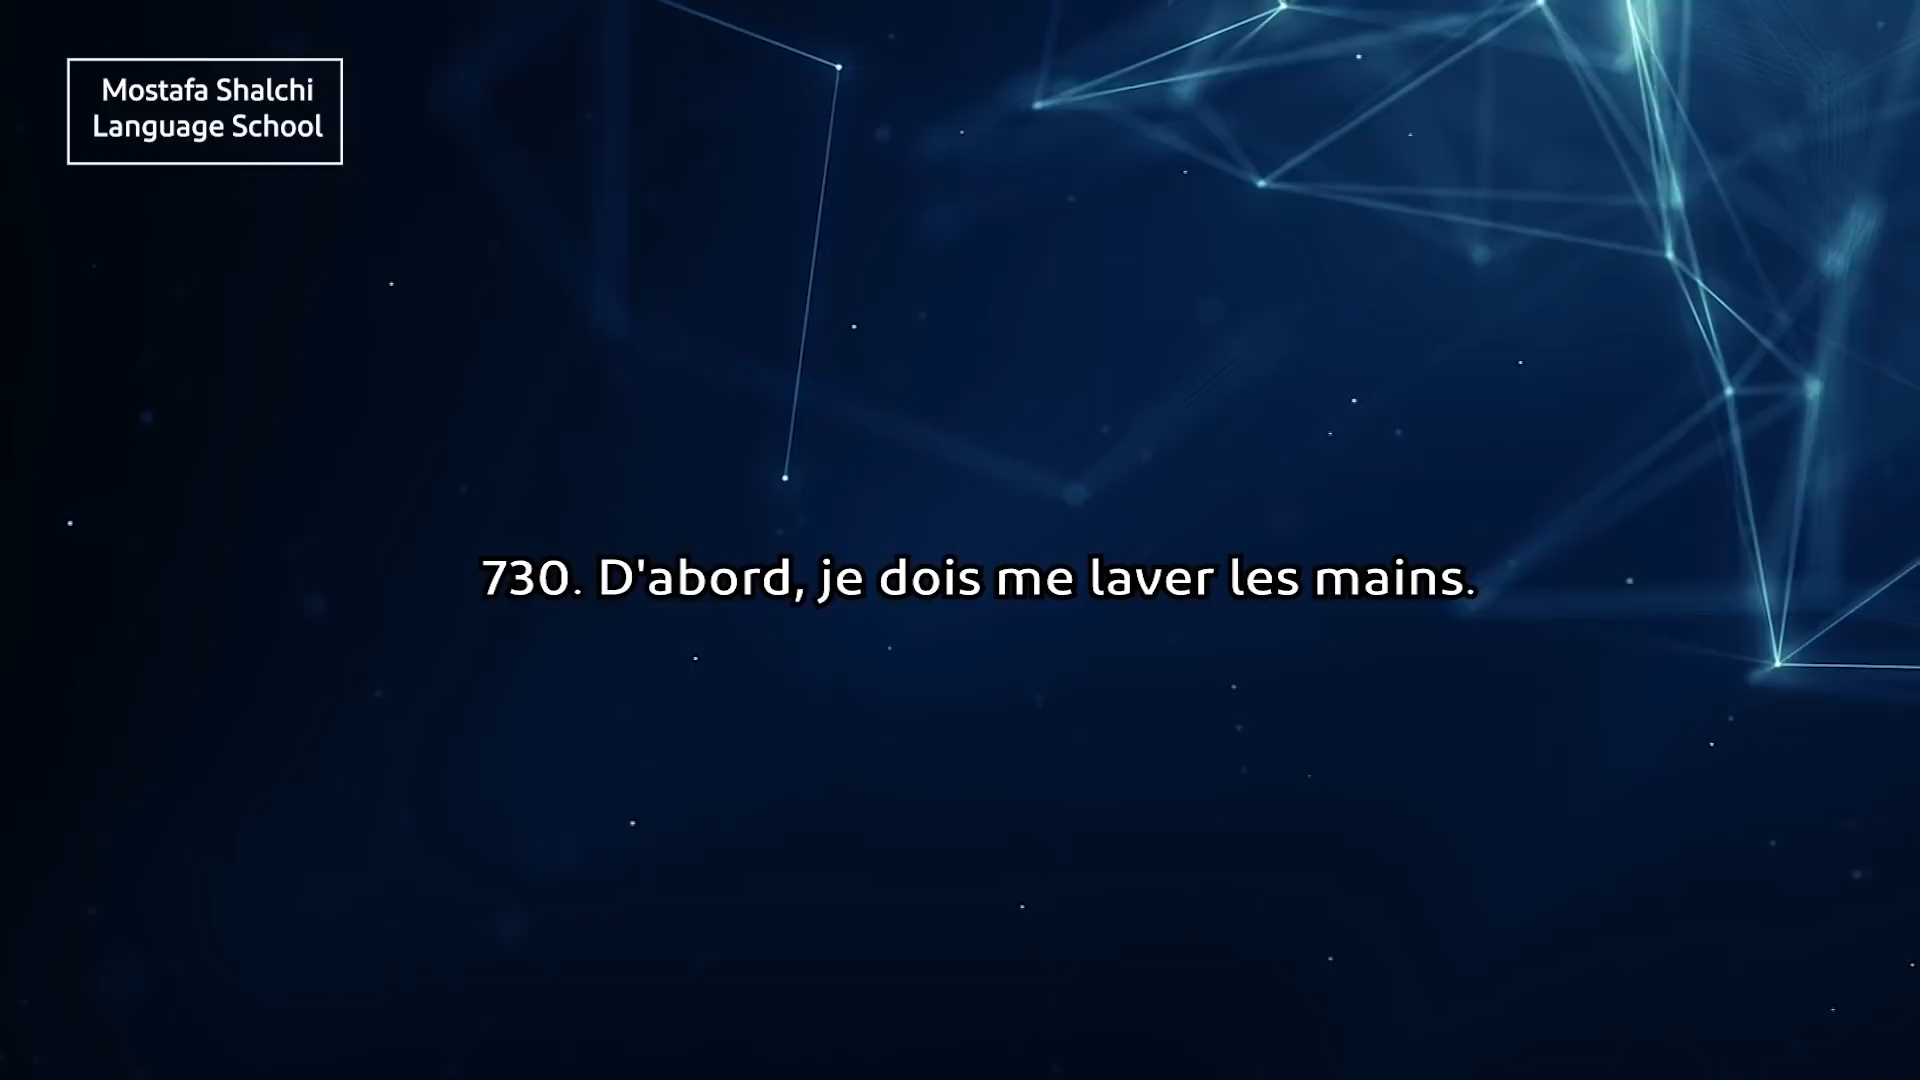 Mostafa Shalchi
Language School
730. D'abord, je dois me laver les mains.